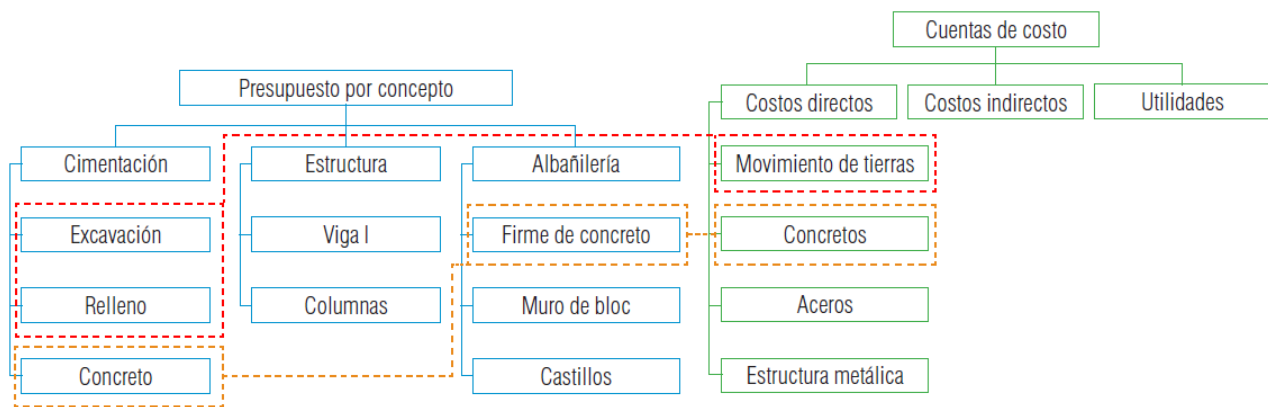 Cuentas de costo
Presupuesto por concepto
Costos directos
Costos indirectos
Utilidades
Cimentación
Estructura
Albañilería
Movimiento de tierras
Excavación
Viga I
Firme de concreto
Concretos
Relleno
Columnas
Muro de bloc
Aceros
Concreto
Castillos
Estructura metálica